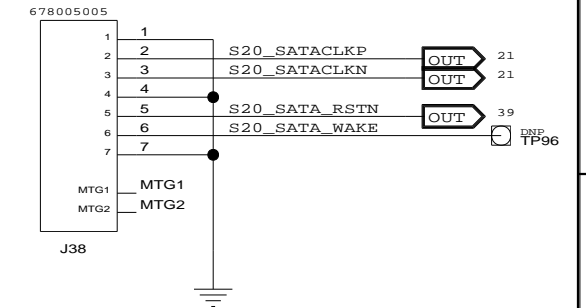 678005005
1 1
2 2 S20_SATACLKP OUT 21
3 3 S20_SATACLKN OUT 21
4 4
5 5 S20_SATA_RSTN OUT 39
6 6 S20_SATA_WAKE DNP TP96
7 7
MTG1 MTG1
MTG2 MTG2
J38